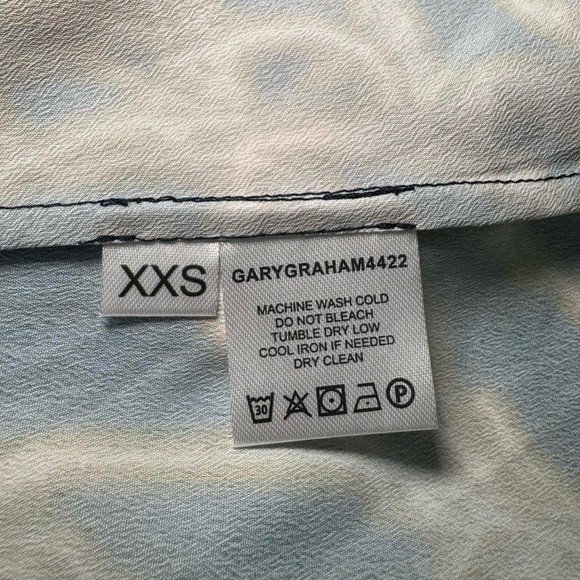 XXS
GARYGRAHAM4422
MACHINE WASH COLD
DO NOT BLEACH
TUMBLE DRY LOW
COOL IRON IF NEEDED
DRY CLEAN
30 P